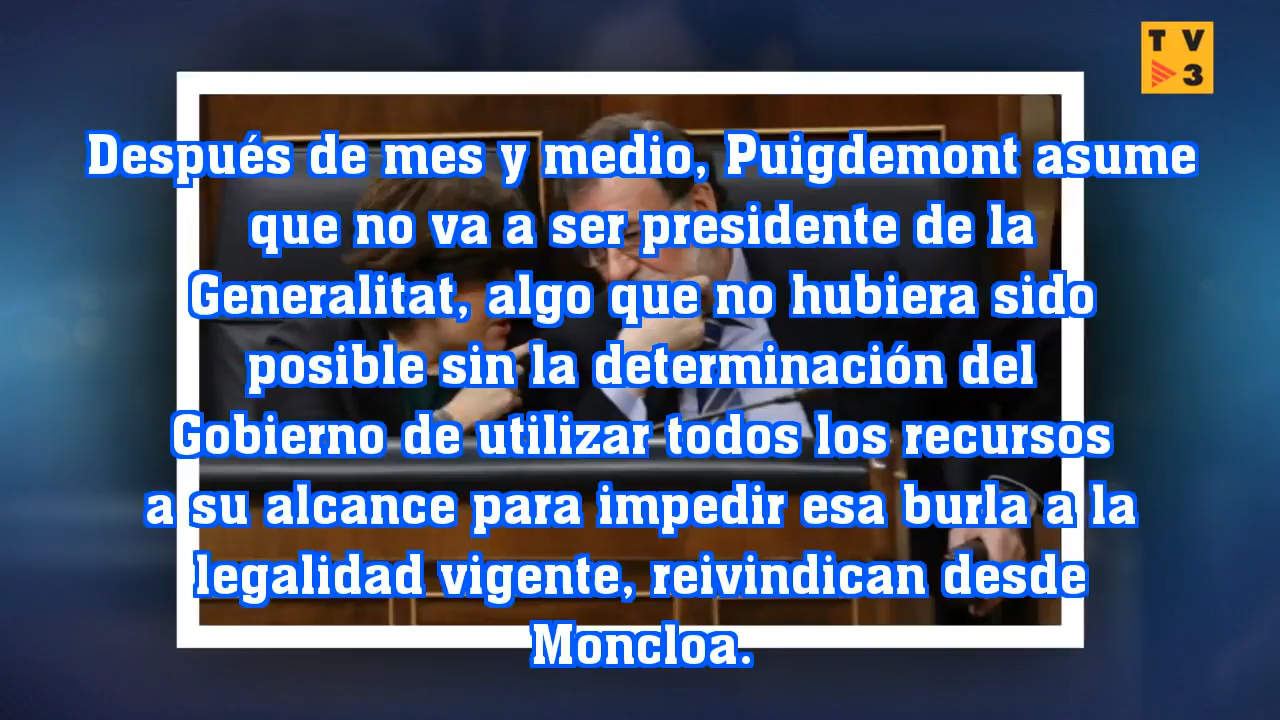 TV
3
Después de mes y medio, Puigdemont asume
que no va a ser presidente de la
Generalitat, algo que no hubiera sido
posible sin la determinación del
Gobierno de utilizar todos los recursos
a su alcance para impedir esa burla a la
legalidad vigente, reivindican desde
Moncloa.